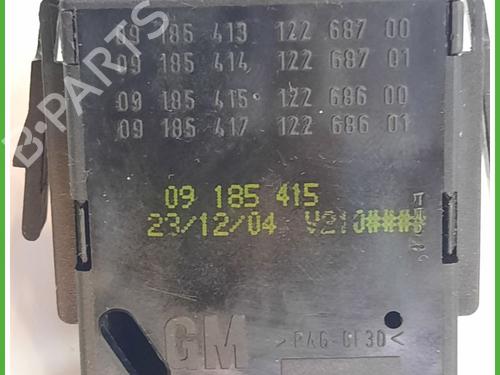 09 185 413 122 687 00
09 185 414 122 687 01
09 185 415 122 686 00
09 185 417 122 686 01
B-PARTS
09 185 415
23/12/04 V210####
GM
>PA6-GF30<